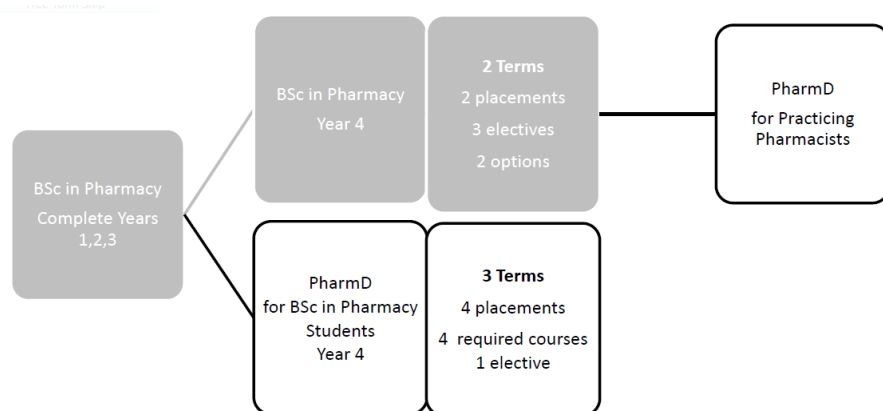 BSc in Pharmacy
Complete Years
1,2,3
BSc in Pharmacy
Year 4
2 Terms
2 placements
3 electives
2 options
PharmD
for Practicing
Pharmacists
PharmD
for BSc in Pharmacy
Students
Year 4
3 Terms
4 placements
4 required courses
1 elective